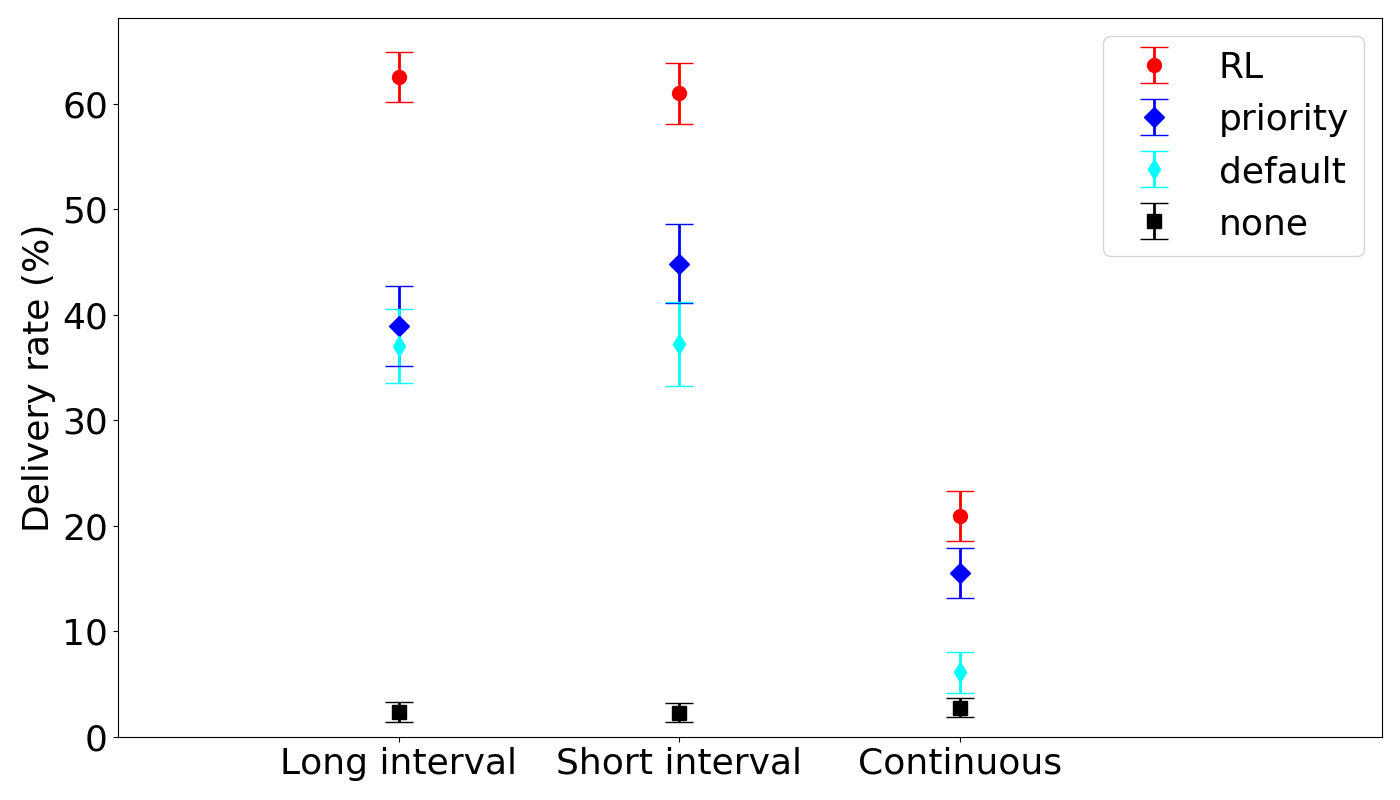 Delivery rate (%)
60
50
40
30
20
10
0
Long interval
Short interval
Continuous
RL
priority
default
none